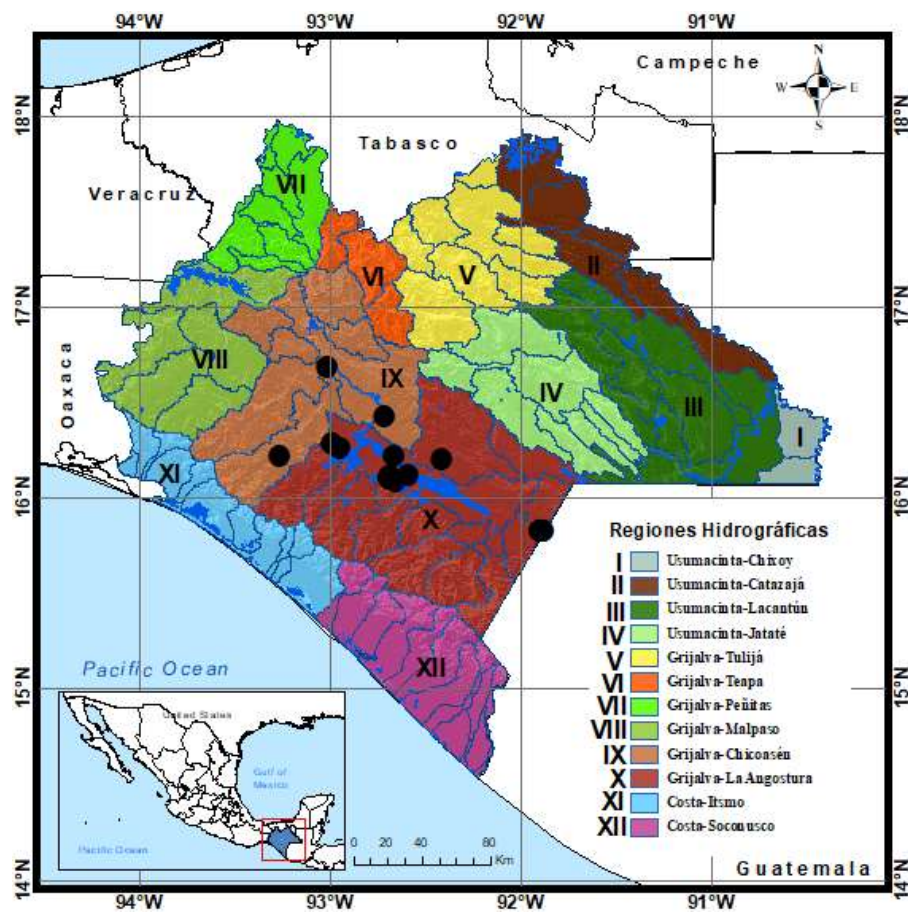 94°W 93°W 92°W 91°W
Campeche
N
W E
S
18°N 18°N
Tabasco
Veracruz
VII
II
VI
V
17°N 17°N
Oaxaca
VIII
IX
IV
III
I
XI
16°N 16°N
X
Regiones Hidrográficas
I Usumacinta-Chixoy
II Usumacinta-Catazajá
III Usumacinta-Lacantún
IV Usumacinta-Jataté
V Grijalva-Tulijá
VI Grijalva-Teapa
VII Grijalva-Peñitas
VIII Grijalva-Malpaso
IX Grijalva-Chicoasén
X Grijalva-La Angostura
XI Costa-Itsmo
XII Costa-Soconusco
XII
Pacific Ocean
15°N 15°N
United States
Gulf of
Mexico
Pacific Ocean
0 20 40 80
Km
Guatemala
14°N 14°N
94°W 93°W 92°W 91°W